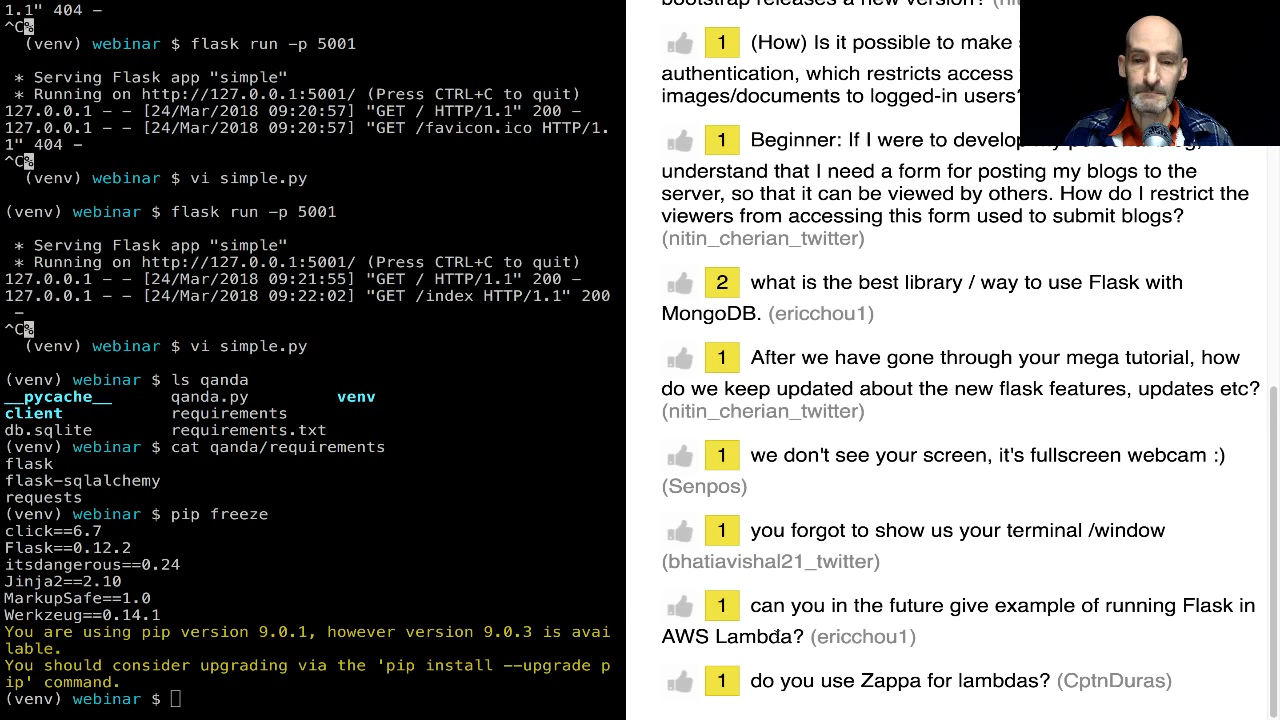 1.1" 404 -
^C%
(venv) webinar $ flask run -p 5001
* Serving Flask app "simple"
* Running on http://127.0.0.1:5001/ (Press CTRL+C to quit)
127.0.0.1 - - [24/Mar/2018 09:20:57] "GET / HTTP/1.1" 200 -
127.0.0.1 - - [24/Mar/2018 09:20:57] "GET /favicon.ico HTTP/1.
1" 404 -
^C%
(venv) webinar $ vi simple.py
(venv) webinar $ flask run -p 5001
* Serving Flask app "simple"
* Running on http://127.0.0.1:5001/ (Press CTRL+C to quit)
127.0.0.1 - - [24/Mar/2018 09:21:55] "GET / HTTP/1.1" 200 -
127.0.0.1 - - [24/Mar/2018 09:22:02] "GET /index HTTP/1.1" 200
-
^C%
(venv) webinar $ vi simple.py
(venv) webinar $ ls qanda
__pycache__ qanda.py venv
client requirements
db.sqlite requirements.txt
(venv) webinar $ cat qanda/requirements
flask
flask-sqlalchemy
requests
(venv) webinar $ pip freeze
click==6.7
Flask==0.12.2
itsdangerous==0.24
Jinja2==2.10
MarkupSafe==1.0
Werkzeug==0.14.1
You are using pip version 9.0.1, however version 9.0.3 is avai
lable.
You should consider upgrading via the 'pip install --upgrade p
ip' command.
(venv) webinar $
bootstrap releases a new version?
1 (How) Is it possible to make
authentication, which restricts access
images/documents to logged-in users?
1 Beginner: If I were to develop
understand that I need a form for posting my blogs to the
server, so that it can be viewed by others. How do I restrict the
viewers from accessing this form used to submit blogs?
(nitin_cherian_twitter)
2 what is the best library / way to use Flask with
MongoDB. (ericchou1)
1 After we have gone through your mega tutorial, how
do we keep updated about the new flask features, updates etc?
(nitin_cherian_twitter)
1 we don't see your screen, it's fullscreen webcam :)
(Senpos)
1 you forgot to show us your terminal /window
(bhatiavishal21_twitter)
1 can you in the future give example of running Flask in
AWS Lambda? (ericchou1)
1 do you use Zappa for lambdas? (CptnDuras)